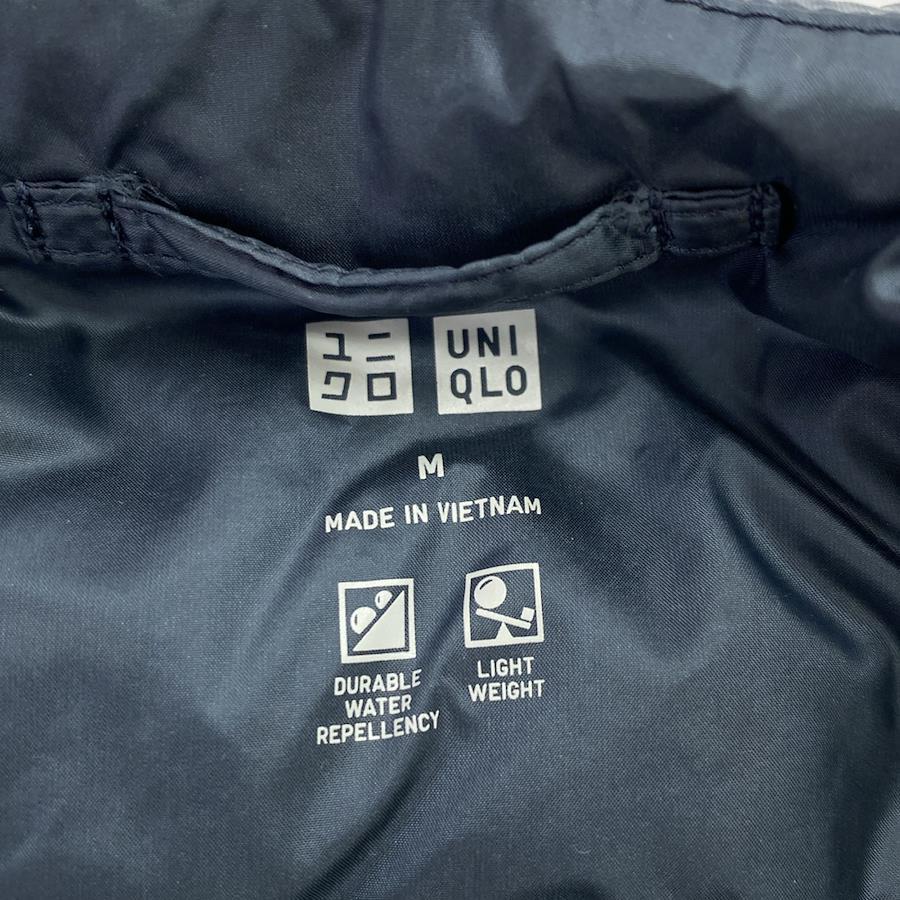 ユニ
クロ
UNI
QLO
M
MADE IN VIETNAM
DURABLE
WATER
REPELLENCY
LIGHT
WEIGHT